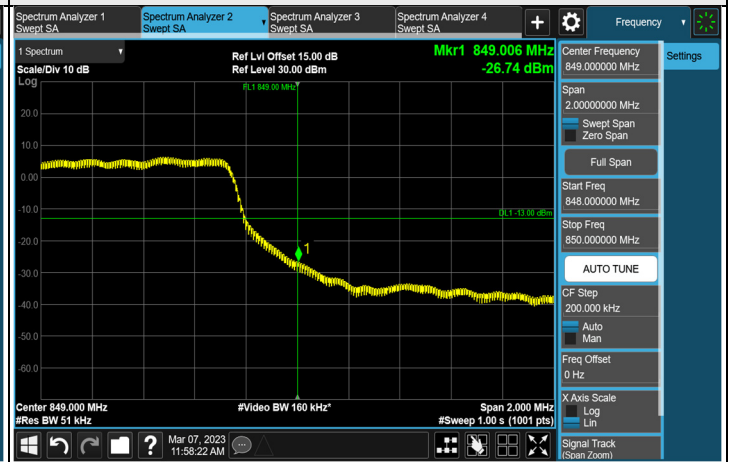 Spectrum Analyzer 1
Swept SA
Spectrum Analyzer 2
Swept SA
Spectrum Analyzer 3
Swept SA
Spectrum Analyzer 4
Swept SA
+
Frequency
1 Spectrum
Scale/Div 10 dB
Log
Ref Lvl Offset 15.00 dB
Ref Level 30.00 dBm
Mkr1 849.006 MHz
-26.74 dBm
FL1 849.00 MHz
20.0
10.0
0.00
-10.0
-20.0
-30.0
-40.0
-50.0
-60.0
DL1 -13.00 dBm
1
Center 849.000 MHz
#Res BW 51 kHz
#Video BW 160 kHz*
Span 2.000 MHz
#Sweep 1.00 s (1001 pts)
Center Frequency
849.000000 MHz
Settings
Span
2.00000000 MHz
Swept Span
Zero Span
Full Span
Start Freq
848.000000 MHz
Stop Freq
850.000000 MHz
AUTO TUNE
CF Step
200.000 kHz
Auto
Man
Freq Offset
0 Hz
X Axis Scale
Log
Lin
Signal Track
(Span Zoom)
?
Mar 07, 2023
11:58:22 AM